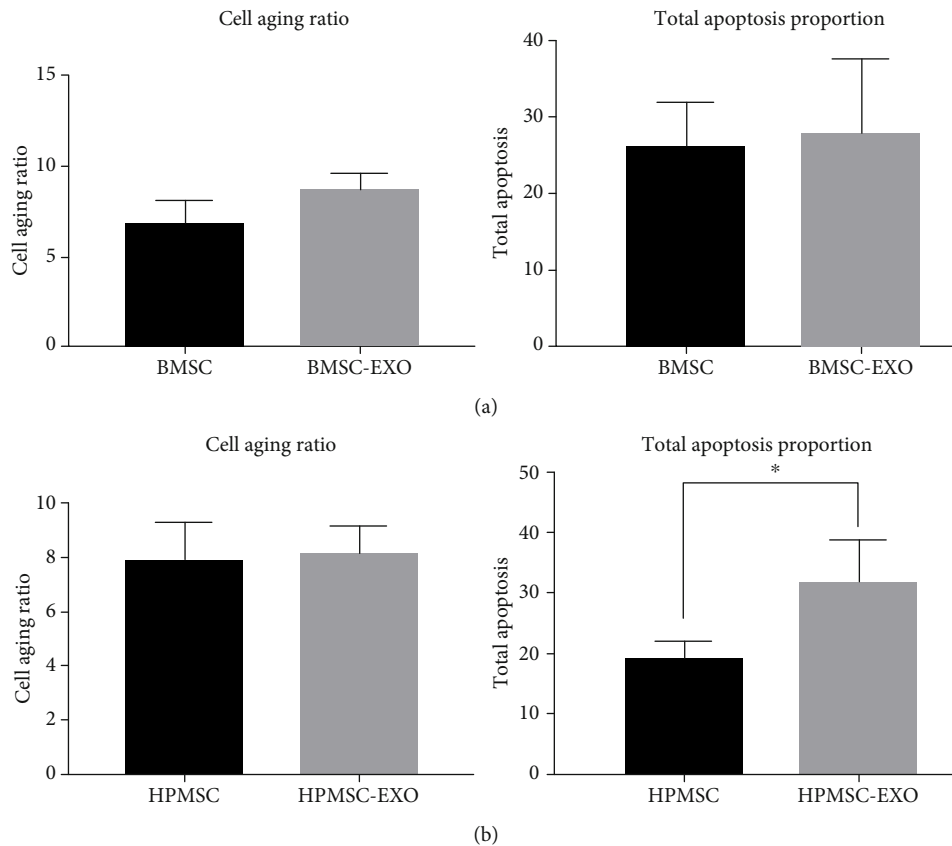 Cell aging ratio
Cell aging ratio
15
10
5
0
BMSC
BMSC-EXO
Total apoptosis proportion
Total apoptosis
40
30
20
10
0
BMSC
BMSC-EXO
(a)
Cell aging ratio
Cell aging ratio
10
8
6
4
2
0
HPMSC
HPMSC-EXO
Total apoptosis proportion
Total apoptosis
50
40
30
20
10
0
*
HPMSC
HPMSC-EXO
(b)